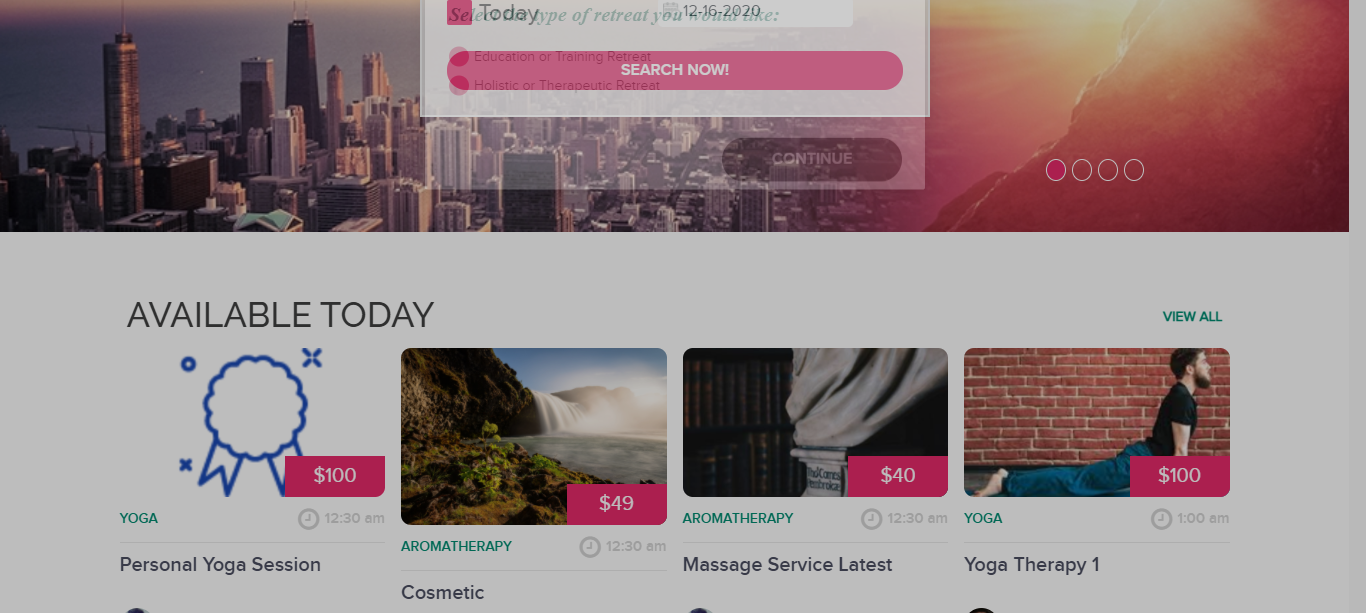 Select the type of retreat you would like:
Today
12-16-2020
Education or Training Retreat
SEARCH NOW!
Holistic or Therapeutic Retreat
CONTINUE
AVAILABLE TODAY
VIEW ALL
$100
$49
$40
$100
YOGA
12:30 am
AROMATHERAPY
12:30 am
AROMATHERAPY
12:30 am
YOGA
1:00 am
Personal Yoga Session
Cosmetic
Massage Service Latest
Yoga Therapy 1